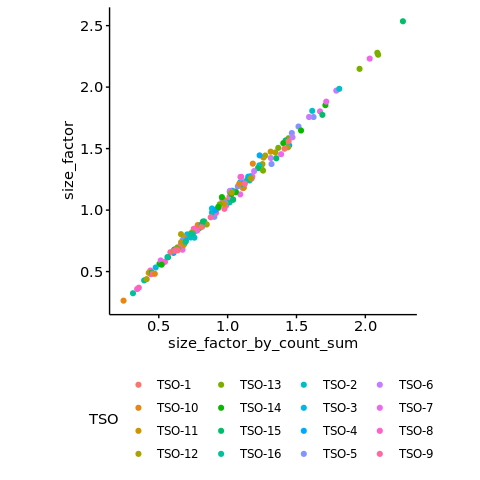 2.5
2.0
1.5
1.0
0.5
size_factor
0.5 1.0 1.5 2.0
size_factor_by_count_sum
TSO
TSO-1 TSO-13 TSO-2 TSO-6
TSO-10 TSO-14 TSO-3 TSO-7
TSO-11 TSO-15 TSO-4 TSO-8
TSO-12 TSO-16 TSO-5 TSO-9